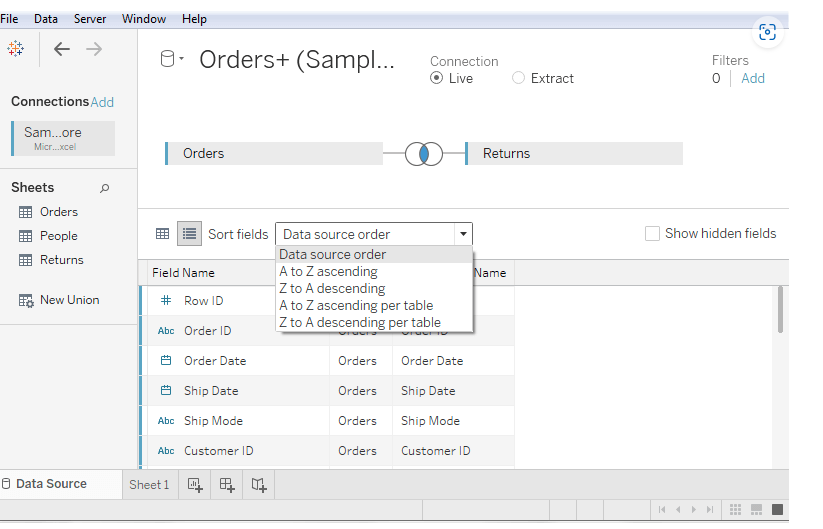 File Data Server Window Help
Orders+ (Sampl...
Connection
Live Extract
Filters
0 Add
Connections Add
Sam...ore
Micr...xcel
Orders Returns
Sheets
Orders
People
Returns
New Union
Sort fields Data source order
Show hidden fields
Data source order
A to Z ascending
Z to A descending
A to Z ascending per table
Z to A descending per table
Field Name Name
# Row ID
Abc Order ID Order ID
Order Date Orders Order Date
Ship Date Orders Ship Date
Abc Ship Mode Orders Ship Mode
Abc Customer ID Orders Customer ID
Data Source Sheet 1